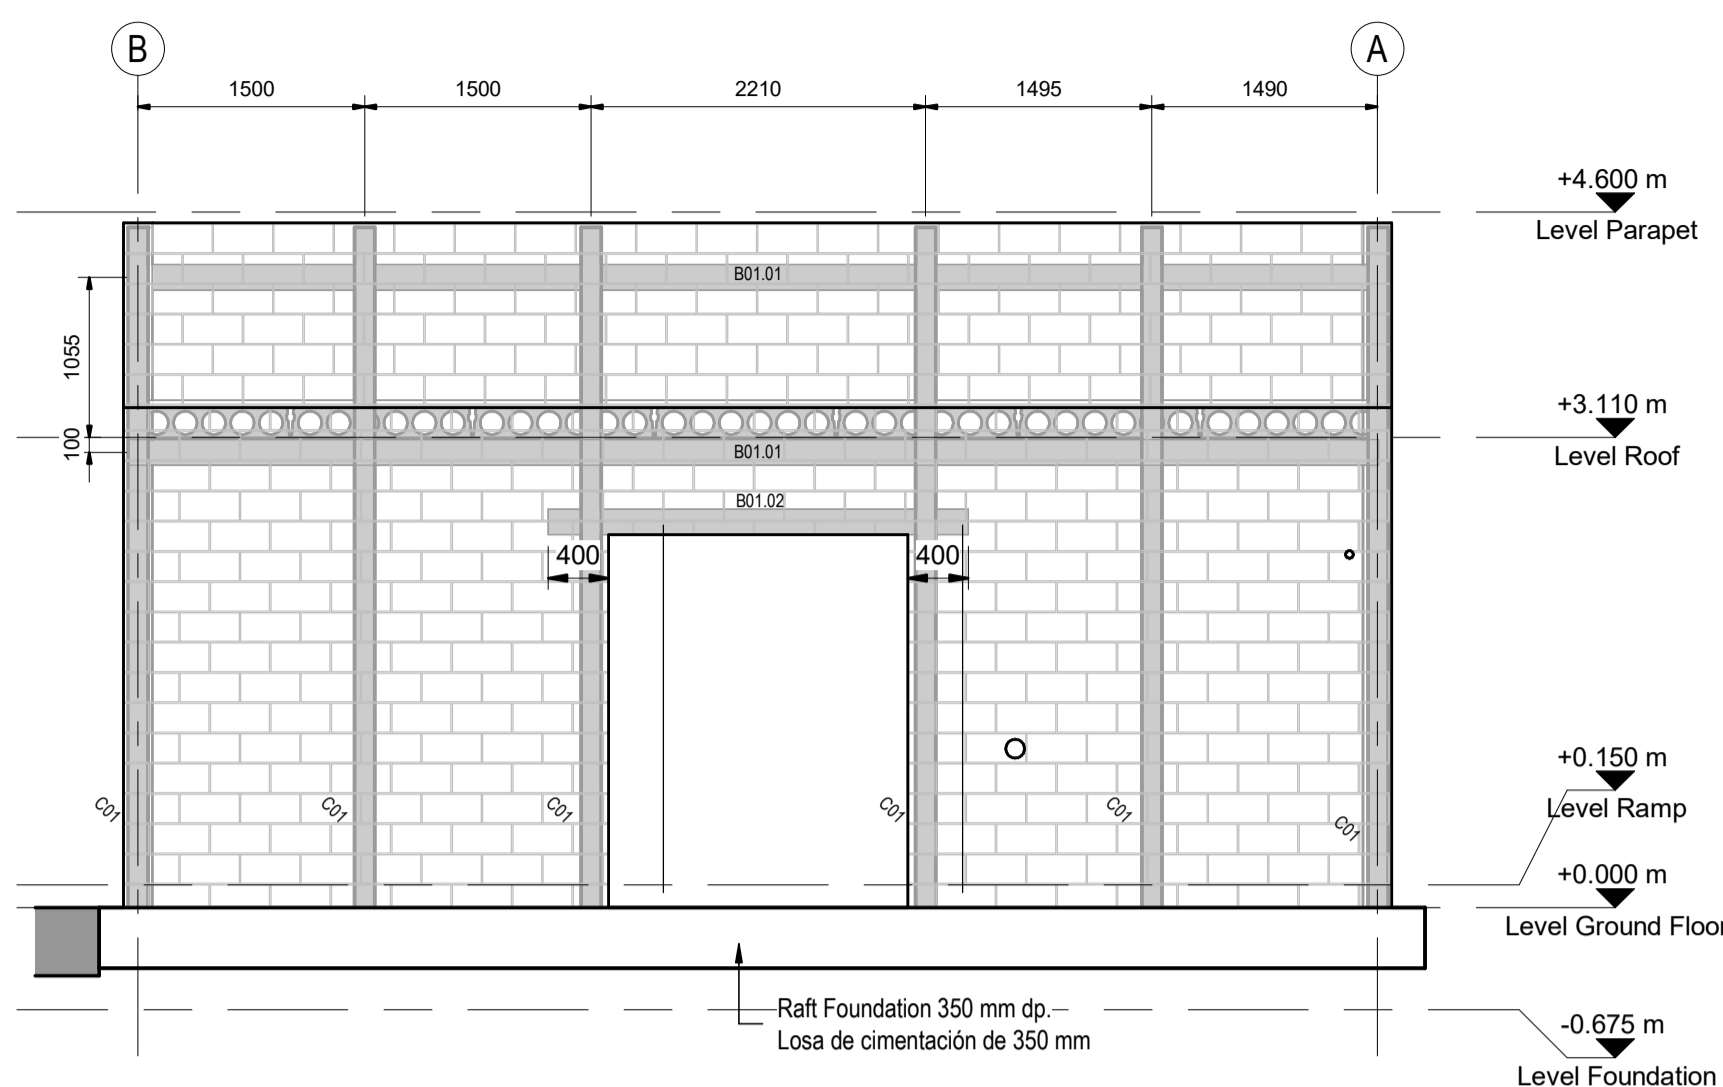 B
A
1500
1500
2210
1495
1490
+4.600 m
Level Parapet
B01.01
1055
+3.110 m
Level Roof
100
B01.01
B01.02
400
400
+0.150 m
Level Ramp
C01
C01
C01
C01
C01
C01
+0.000 m
Level Ground Floor
Raft Foundation 350 mm dp.
Losa de cimentación de 350 mm
-0.675 m
Level Foundation